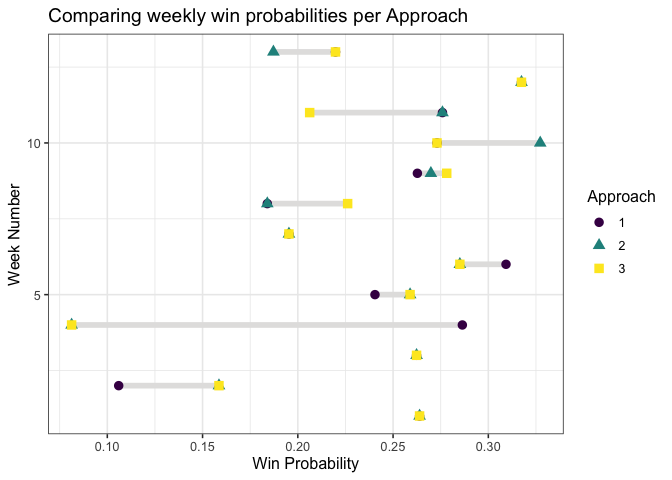 Comparing weekly win probabilities per Approach
Week Number
10
5
0.10
0.15
0.20
0.25
0.30
Win Probability
Approach
1
2
3